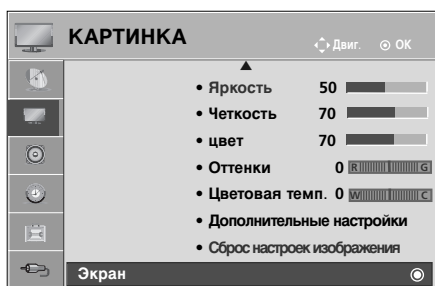 КАРТИНКА
Двиг. OK
• Яркость 50
• Четкость 70
• цвет 70
• Оттенки 0 R G
• Цветовая темп. 0 W C
• Дополнительные настройки
• Сброс настроек изображения
Экран